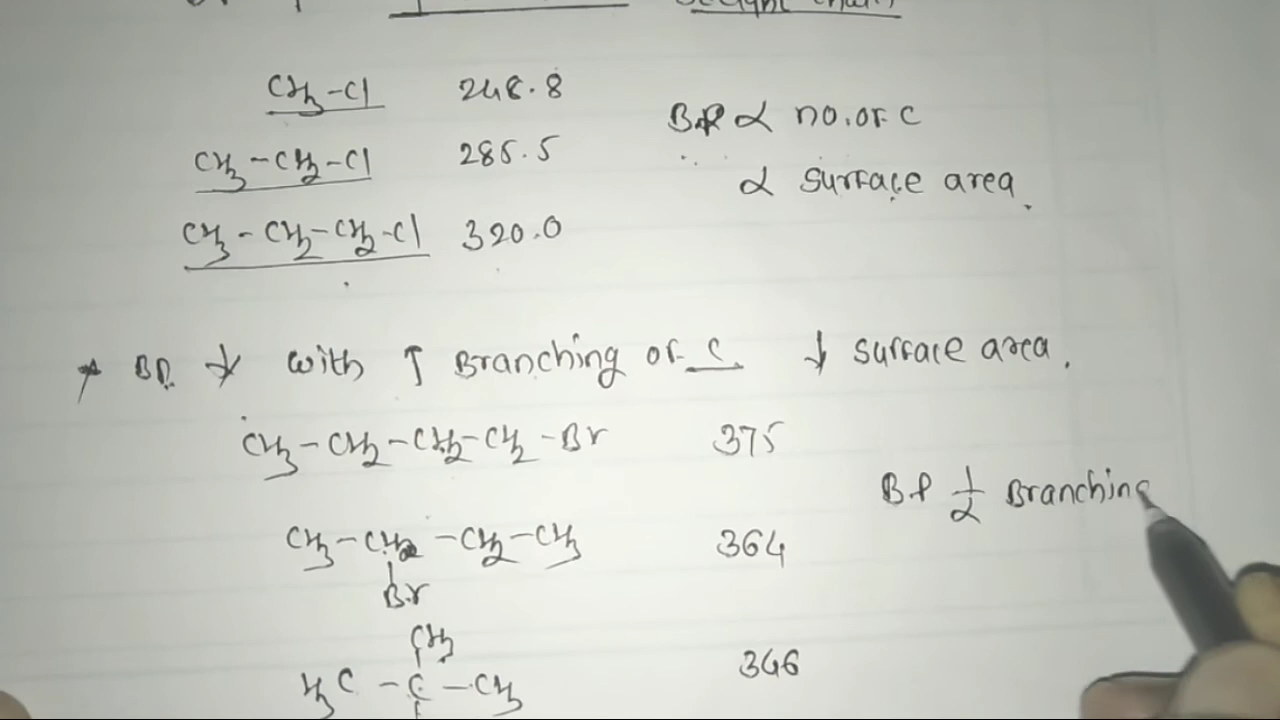 CH3-Cl 248.8
B.P ∝ no. of C
CH3-CH2-Cl 285.5
∝ surface area.
CH3-CH2-CH2-Cl 320.0
* BP. ↓ with ↑ Branching of C ↓ surface area.
CH3-CH2-CH2-CH2-Br 375
BP 1/∝ Branching
CH3-CH-CH2-CH3 364
Br
CH3
H3C-C-CH3 346